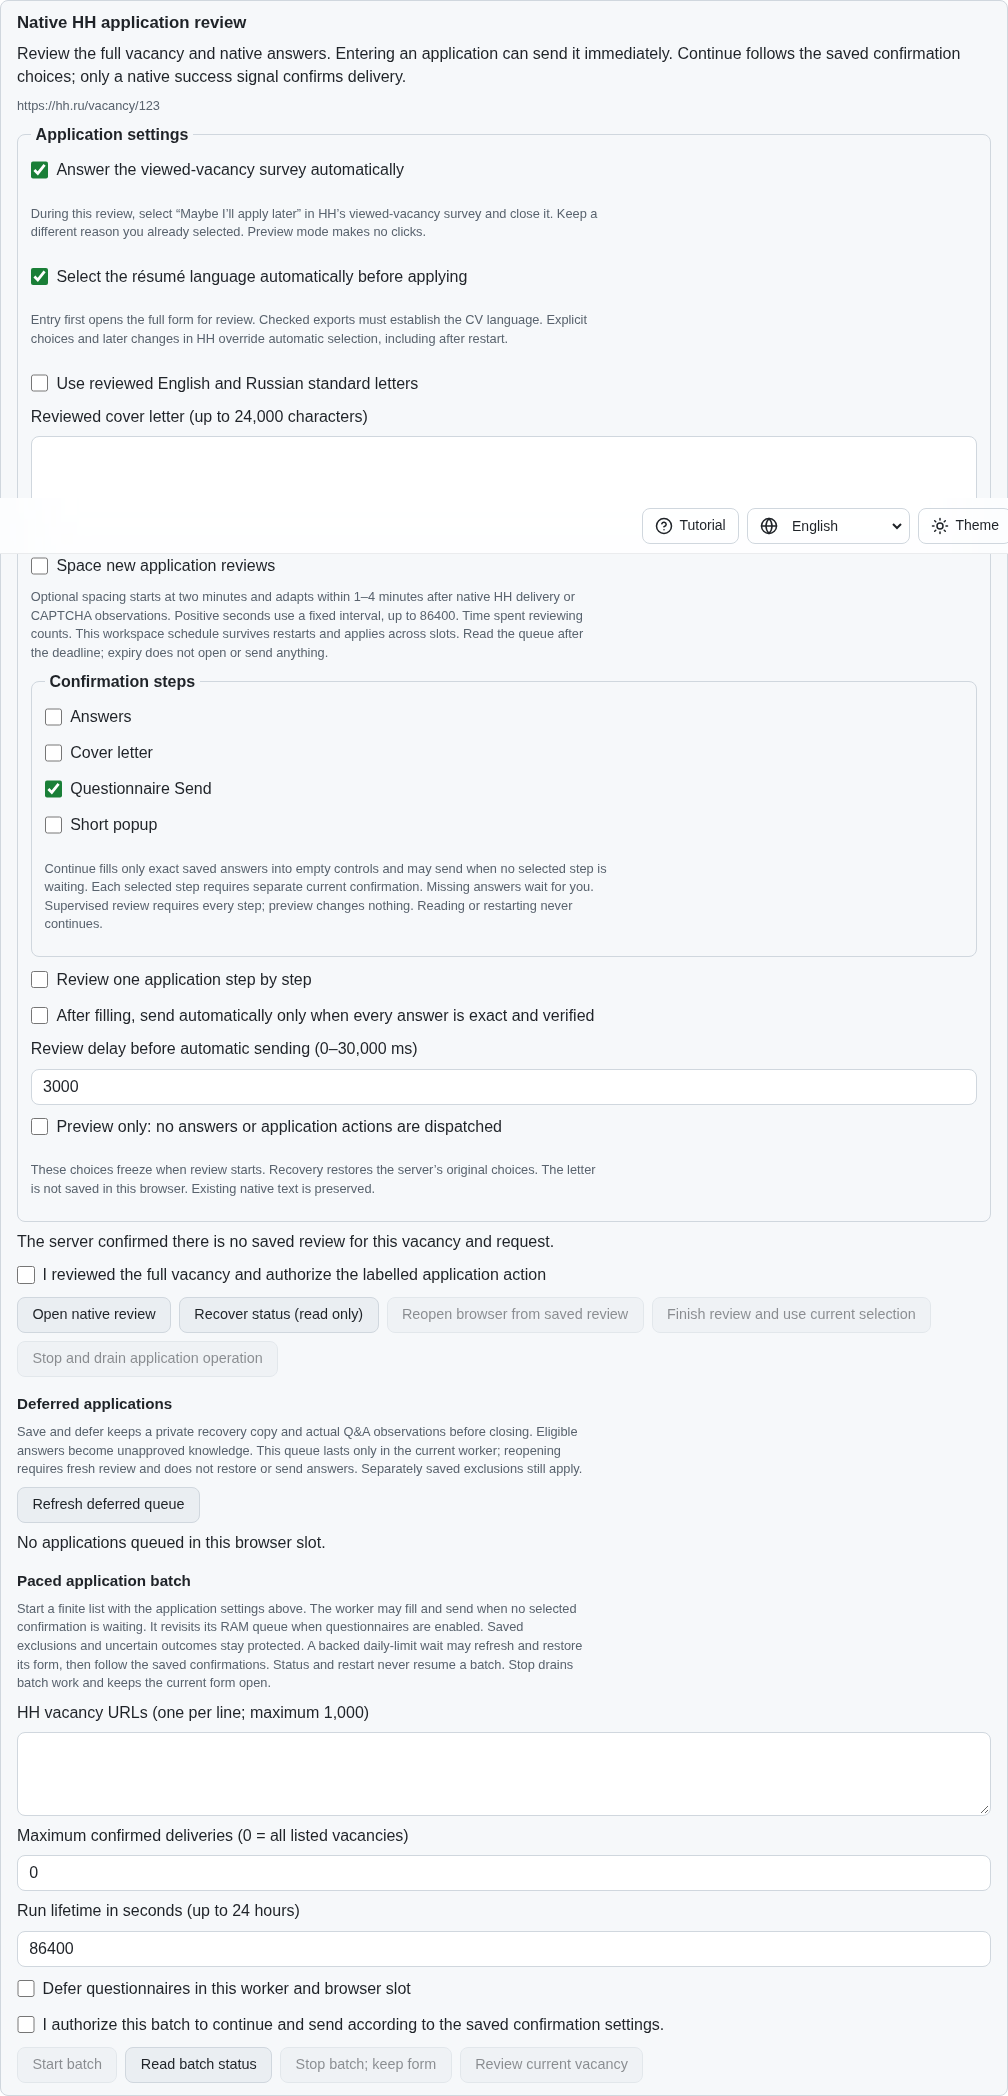 Native HH application review
Review the full vacancy and native answers. Entering an application can send it immediately. Continue follows the saved confirmation
choices; only a native success signal confirms delivery.
https://hh.ru/vacancy/123
Application settings
Answer the viewed-vacancy survey automatically
During this review, select “Maybe I’ll apply later” in HH’s viewed-vacancy survey and close it. Keep a
different reason you already selected. Preview mode makes no clicks.
Select the résumé language automatically before applying
Entry first opens the full form for review. Checked exports must establish the CV language. Explicit
choices and later changes in HH override automatic selection, including after restart.
Use reviewed English and Russian standard letters
Reviewed cover letter (up to 24,000 characters)
Tutorial
English
Theme
Space new application reviews
Optional spacing starts at two minutes and adapts within 1–4 minutes after native HH delivery or
CAPTCHA observations. Positive seconds use a fixed interval, up to 86400. Time spent reviewing
counts. This workspace schedule survives restarts and applies across slots. Read the queue after
the deadline; expiry does not open or send anything.
Confirmation steps
Answers
Cover letter
Questionnaire Send
Short popup
Continue fills only exact saved answers into empty controls and may send when no selected step is
waiting. Each selected step requires separate current confirmation. Missing answers wait for you.
Supervised review requires every step; preview changes nothing. Reading or restarting never
continues.
Review one application step by step
After filling, send automatically only when every answer is exact and verified
Review delay before automatic sending (0–30,000 ms)
3000
Preview only: no answers or application actions are dispatched
These choices freeze when review starts. Recovery restores the server’s original choices. The letter
is not saved in this browser. Existing native text is preserved.
The server confirmed there is no saved review for this vacancy and request.
I reviewed the full vacancy and authorize the labelled application action
Open native review
Recover status (read only)
Reopen browser from saved review
Finish review and use current selection
Stop and drain application operation
Deferred applications
Save and defer keeps a private recovery copy and actual Q&A observations before closing. Eligible
answers become unapproved knowledge. This queue lasts only in the current worker; reopening
requires fresh review and does not restore or send answers. Separately saved exclusions still apply.
Refresh deferred queue
No applications queued in this browser slot.
Paced application batch
Start a finite list with the application settings above. The worker may fill and send when no selected
confirmation is waiting. It revisits its RAM queue when questionnaires are enabled. Saved
exclusions and uncertain outcomes stay protected. A backed daily-limit wait may refresh and restore
its form, then follow the saved confirmations. Status and restart never resume a batch. Stop drains
batch work and keeps the current form open.
HH vacancy URLs (one per line; maximum 1,000)
Maximum confirmed deliveries (0 = all listed vacancies)
0
Run lifetime in seconds (up to 24 hours)
86400
Defer questionnaires in this worker and browser slot
I authorize this batch to continue and send according to the saved confirmation settings.
Start batch
Read batch status
Stop batch; keep form
Review current vacancy